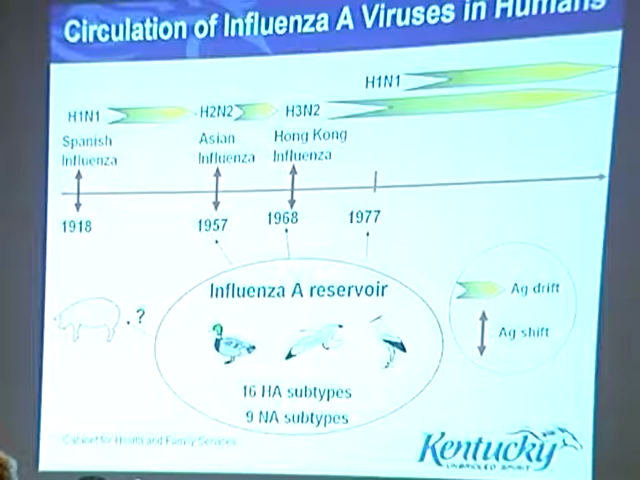 Circulation of Influenza A Viruses in Humans
H1N1
H1N1
H2N2
H3N2
Spanish
Influenza
Asian
Influenza
Hong Kong
Influenza
1918
1957
1968
1977
Influenza A reservoir
. ?
16 HA subtypes
9 NA subtypes
Ag drift
Ag shift
Cabinet for Health and Family Services
Kentucky
UNBRIDLED SPIRIT